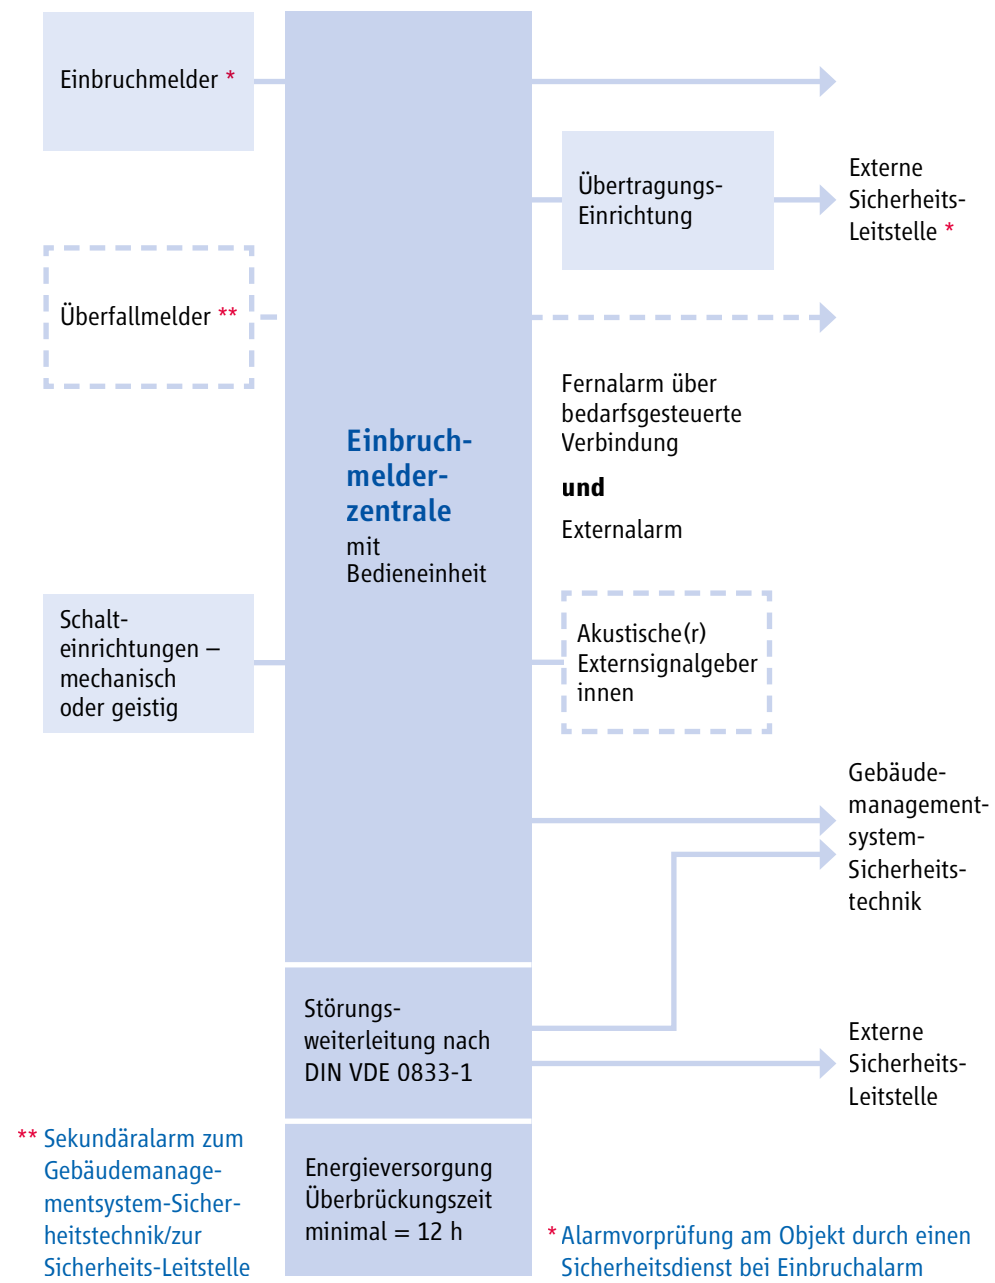 Einbruchmelder *
Übertragungs-
Einrichtung
Externe
Sicherheits-
Leitstelle *
Überfallmelder **
Fernalarm über
bedarfsgesteuerte
Verbindung
und
Externalarm
Einbruch-
melder-
zentrale
mit
Bedieneinheit
Schalt-
einrichtungen –
mechanisch
oder geistig
Akustische(r)
Externsignalgeber
innen
Gebäude-
management-
system-
Sicherheits-
technik
Störungs-
weiterleitung nach
DIN VDE 0833-1
Externe
Sicherheits-
Leitstelle
** Sekundäralarm zum
Gebäudemanage-
mentsystem-Sicher-
heitstechnik/zur
Sicherheits-Leitstelle
Energieversorgung
Überbrückungszeit
minimal = 12 h
* Alarmvorprüfung am Objekt durch einen
Sicherheitsdienst bei Einbruchalarm